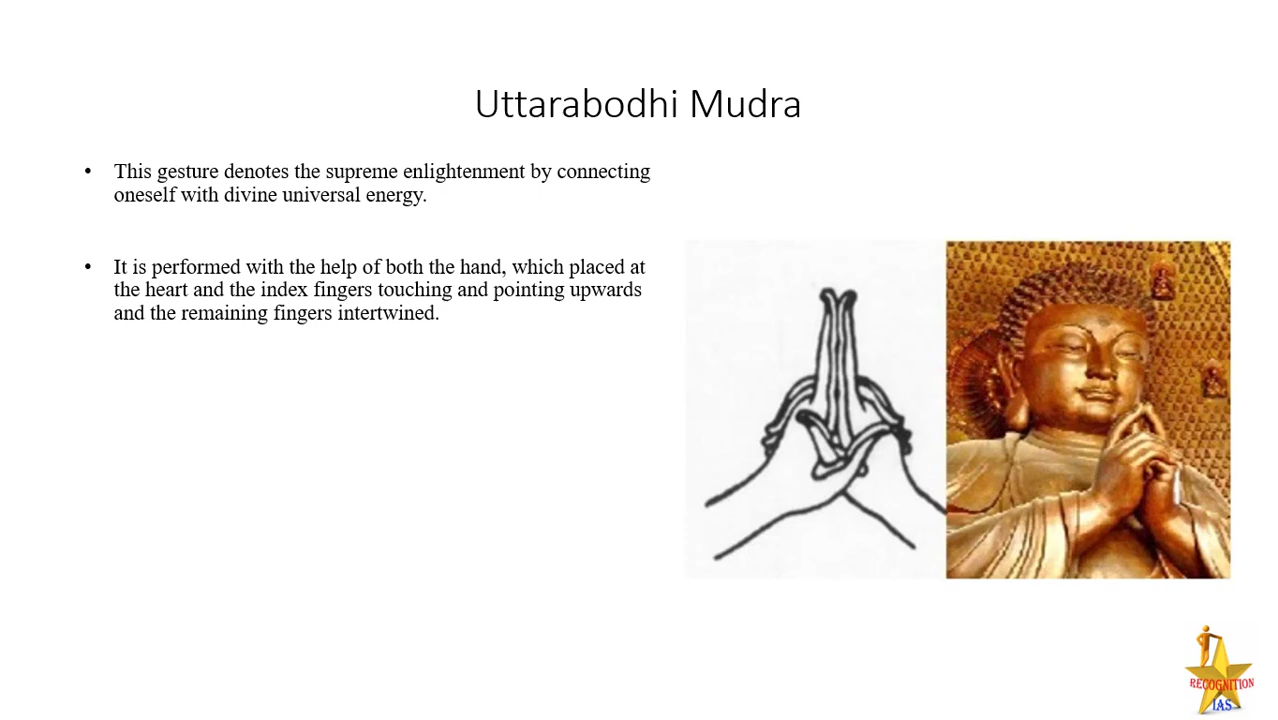 Uttarabodhi Mudra
• This gesture denotes the supreme enlightenment by connecting
oneself with divine universal energy.
• It is performed with the help of both the hand, which placed at
the heart and the index fingers touching and pointing upwards
and the remaining fingers intertwined.
RECOGNITION
IAS